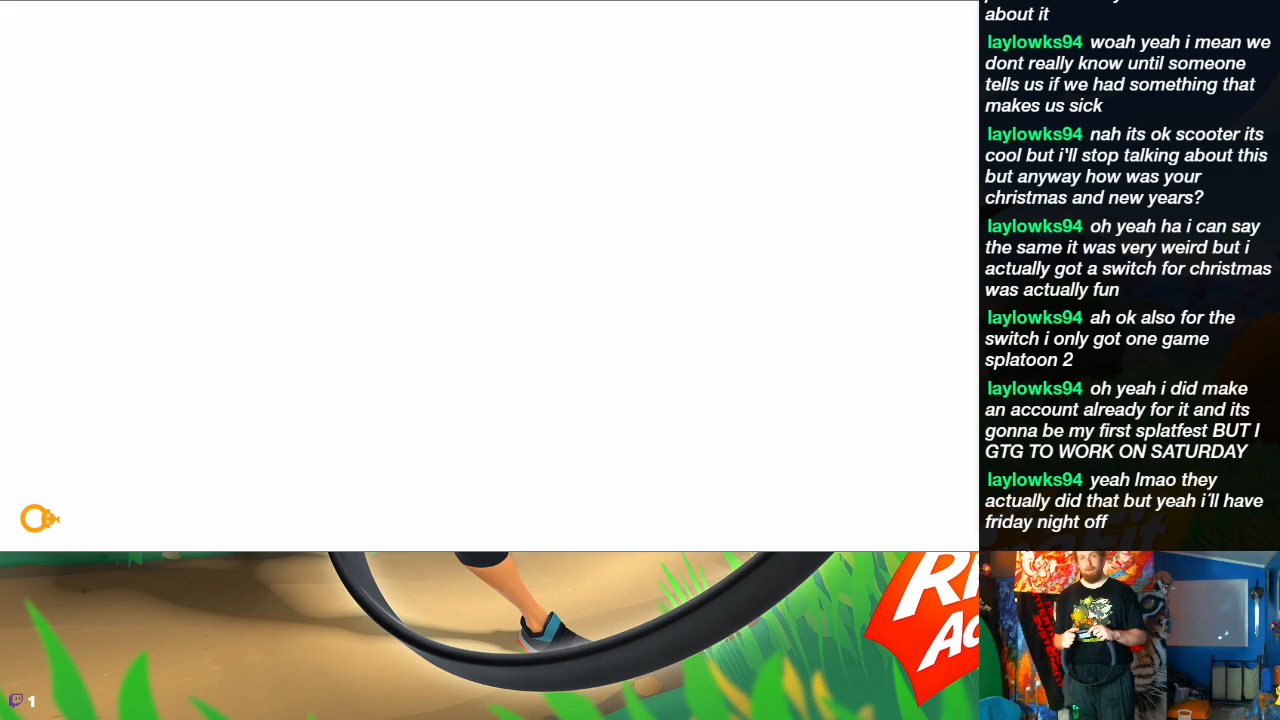 about it
laylowks94 woah yeah i mean we
dont really know until someone
tells us if we had something that
makes us sick
laylowks94 nah its ok scooter its
cool but i'll stop talking about this
but anyway how was your
christmas and new years?
laylowks94 oh yeah ha i can say
the same it was very weird but i
actually got a switch for christmas
was actually fun
laylowks94 ah ok also for the
switch i only got one game
splatoon 2
laylowks94 oh yeah i did make
an account already for it and its
gonna be my first splatfest BUT I
GTG TO WORK ON SATURDAY
laylowks94 yeah lmao they
actually did that but yeah i´ll have
friday night off
1